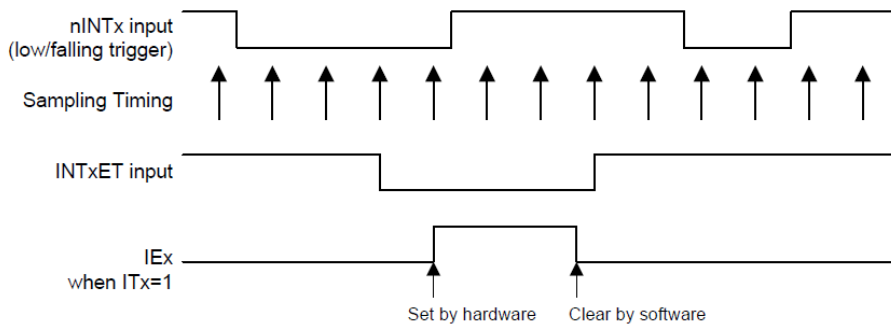 nINTx input
(low/falling trigger)
Sampling Timing
INTxET input
IEx
when ITx=1
Set by hardware
Clear by software